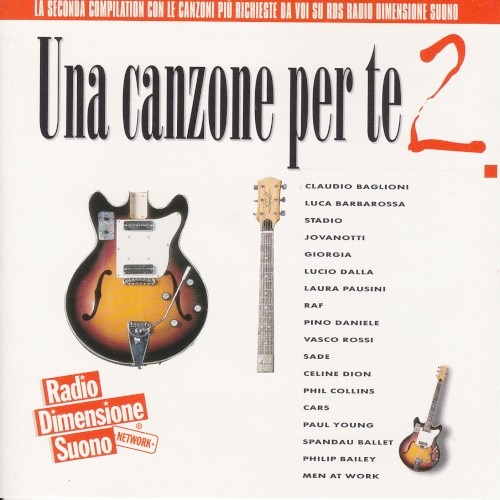 LA SECONDA COMPILATION CON LE CANZONI PIÚ RICHIESTE DA VOI SU RDS RADIO DIMENSIONE SUONO
Una canzone per te 2.
CLAUDIO BAGLIONI
LUCA BARBAROSSA
STADIO
JOVANOTTI
GIORGIA
LUCIO DALLA
LAURA PAUSINI
RAF
PINO DANIELE
VASCO ROSSI
SADE
CELINE DION
PHIL COLLINS
CARS
PAUL YOUNG
SPANDAU BALLET
PHILIP BAILEY
MEN AT WORK
Radio
Dimensione
Suono®
NETWORK+